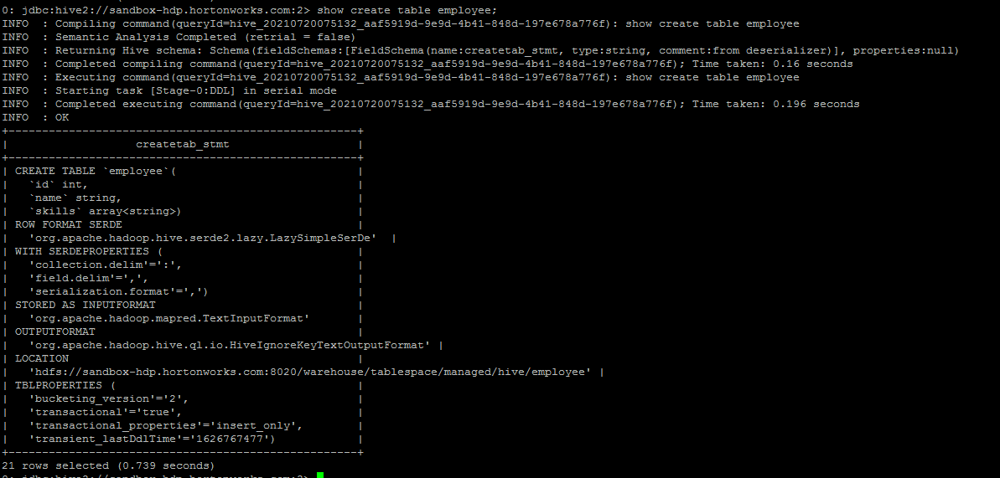 0: jdbc:hive2://sandbox-hdp.hortonworks.com:2> show create table employee;
INFO  : Compiling command(queryId=hive_20210720075132_aaf5919d-9e9d-4b41-848d-197e678a776f): show create table employee
INFO  : Semantic Analysis Completed (retrial = false)
INFO  : Returning Hive schema: Schema(fieldSchemas:[FieldSchema(name:createtab_stmt, type:string, comment:from deserializer)], properties:null)
INFO  : Completed compiling command(queryId=hive_20210720075132_aaf5919d-9e9d-4b41-848d-197e678a776f); Time taken: 0.16 seconds
INFO  : Executing command(queryId=hive_20210720075132_aaf5919d-9e9d-4b41-848d-197e678a776f): show create table employee
INFO  : Starting task [Stage-0:DDL] in serial mode
INFO  : Completed executing command(queryId=hive_20210720075132_aaf5919d-9e9d-4b41-848d-197e678a776f); Time taken: 0.196 seconds
INFO  : OK
+----------------------------------------------------+
|                   createtab_stmt                   |
+----------------------------------------------------+
| CREATE TABLE `employee`(                           |
|   `id` int,                                        |
|   `name` string,                                   |
|   `skills` array<string>)                          |
| ROW FORMAT SERDE                                   |
|   'org.apache.hadoop.hive.serde2.lazy.LazySimpleSerDe'  |
| WITH SERDEPROPERTIES (                             |
|   'collection.delim'=':',                          |
|   'field.delim'=',',                               |
|   'serialization.format'=',')                      |
| STORED AS INPUTFORMAT                              |
|   'org.apache.hadoop.mapred.TextInputFormat'       |
| OUTPUTFORMAT                                       |
|   'org.apache.hadoop.hive.ql.io.HiveIgnoreKeyTextOutputFormat' |
| LOCATION                                           |
|   'hdfs://sandbox-hdp.hortonworks.com:8020/warehouse/tablespace/managed/hive/employee' |
| TBLPROPERTIES (                                    |
|   'bucketing_version'='2',                         |
|   'transactional'='true',                          |
|   'transactional_properties'='insert_only',        |
|   'transient_lastDdlTime'='1626767477')            |
+----------------------------------------------------+
21 rows selected (0.739 seconds)
0: jdbc:hive2://sandbox-hdp.hortonworks.com:2>